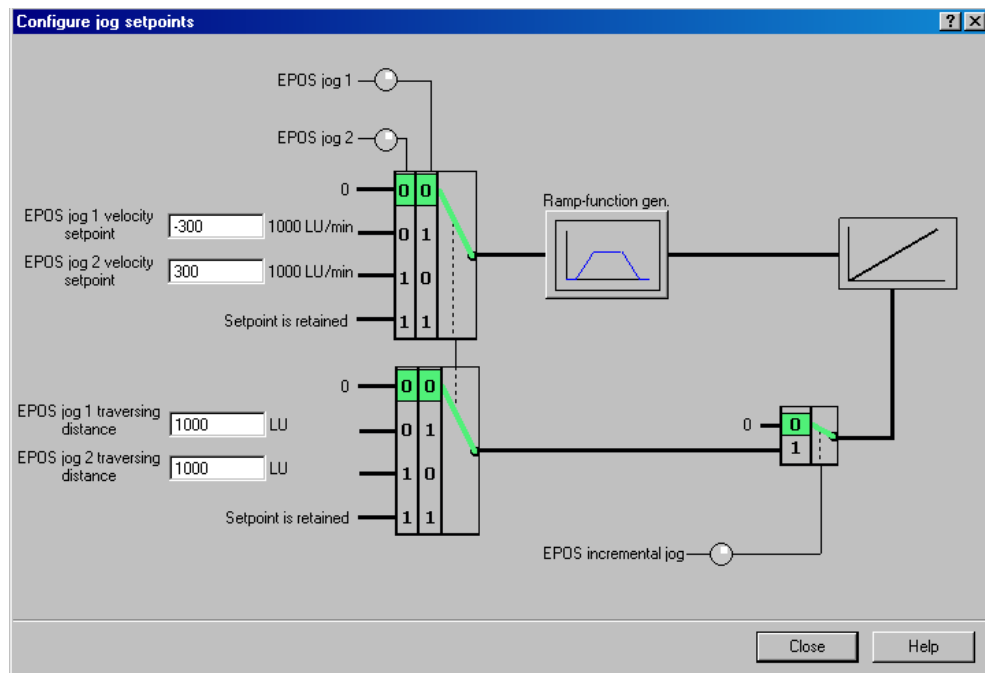 Configure jog setpoints
EPOS jog 1
EPOS jog 2
0
0 0
EPOS jog 1 velocity
setpoint
-300
1000 LU/min
0 1
EPOS jog 2 velocity
setpoint
300
1000 LU/min
1 0
Setpoint is retained
1 1
Ramp-function gen.
0
0 0
EPOS jog 1 traversing
distance
1000
LU
0 1
EPOS jog 2 traversing
distance
1000
LU
1 0
Setpoint is retained
1 1
0
0
1
EPOS incremental jog
Close
Help